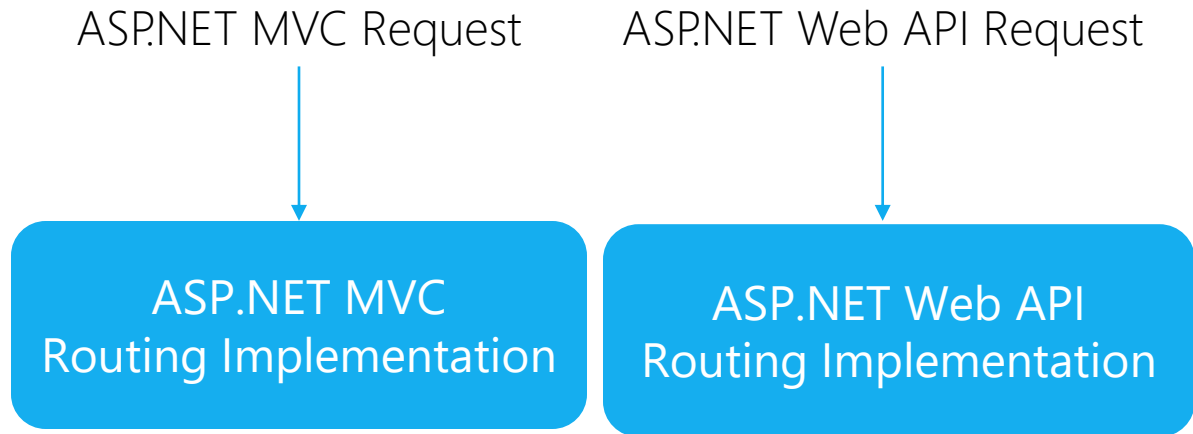 ASP.NET MVC Request
ASP.NET Web API Request
ASP.NET MVC
Routing Implementation
ASP.NET Web API
Routing Implementation